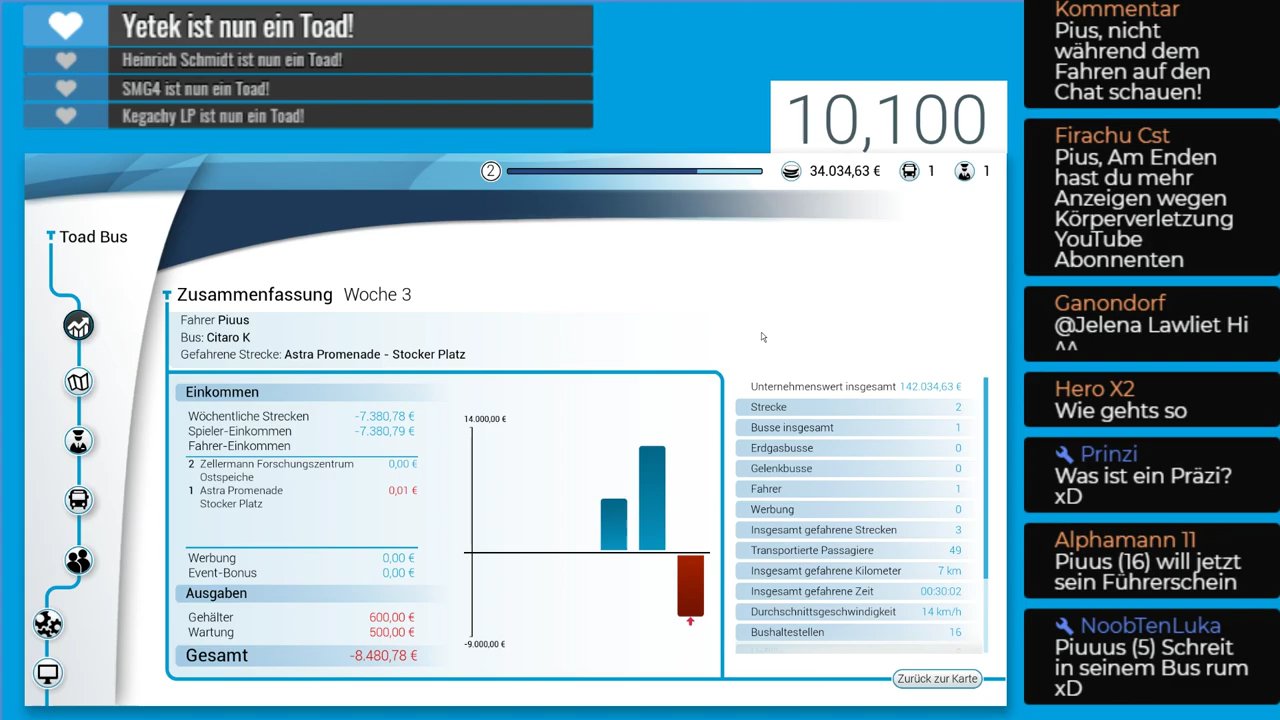 Yetek ist nun ein Toad!
Heinrich Schmidt ist nun ein Toad!
SMG4 ist nun ein Toad!
Kegachy LP ist nun ein Toad!
10,100
2
34.034,63 €
1
1
Toad Bus
Zusammenfassung Woche 3
Fahrer Piuus
Bus: Citaro K
Gefahrene Strecke: Astra Promenade - Stocker Platz
Einkommen
Wöchentliche Strecken -7.380,78 €
Spieler-Einkommen -7.380,79 €
Fahrer-Einkommen
2 Zellermann Forschungszentrum 0,00 €
Ostspeiche
1 Astra Promenade 0,01 €
Stocker Platz
Werbung 0,00 €
Event-Bonus 0,00 €
Ausgaben
Gehälter 600,00 €
Wartung 500,00 €
Gesamt -8.480,78 €
14.000,00 €
-9.000,00 €
Unternehmenswert insgesamt 142.034,63 €
Strecke 2
Busse insgesamt 1
Erdgasbusse 0
Gelenkbusse 0
Fahrer 1
Werbung 0
Insgesamt gefahrene Strecken 3
Transportierte Passagiere 49
Insgesamt gefahrene Kilometer 7 km
Insgesamt gefahrene Zeit 00:30:02
Durchschnittsgeschwindigkeit 14 km/h
Bushaltestellen 16
Zurück zur Karte
Kommentar
Pius, nicht
während dem
Fahren auf den
Chat schauen!
Firachu Cst
Pius, Am Enden
hast du mehr
Anzeigen wegen
Körperverletzung
YouTube
Abonnenten
Ganondorf
@Jelena Lawliet Hi
^^
Hero X2
Wie gehts so
Prinzi
Was ist ein Präzi?
xD
Alphamann 11
Piuus (16) will jetzt
sein Führerschein
NoobTenLuka
Piuuus (5) Schreit
in seinem Bus rum
xD